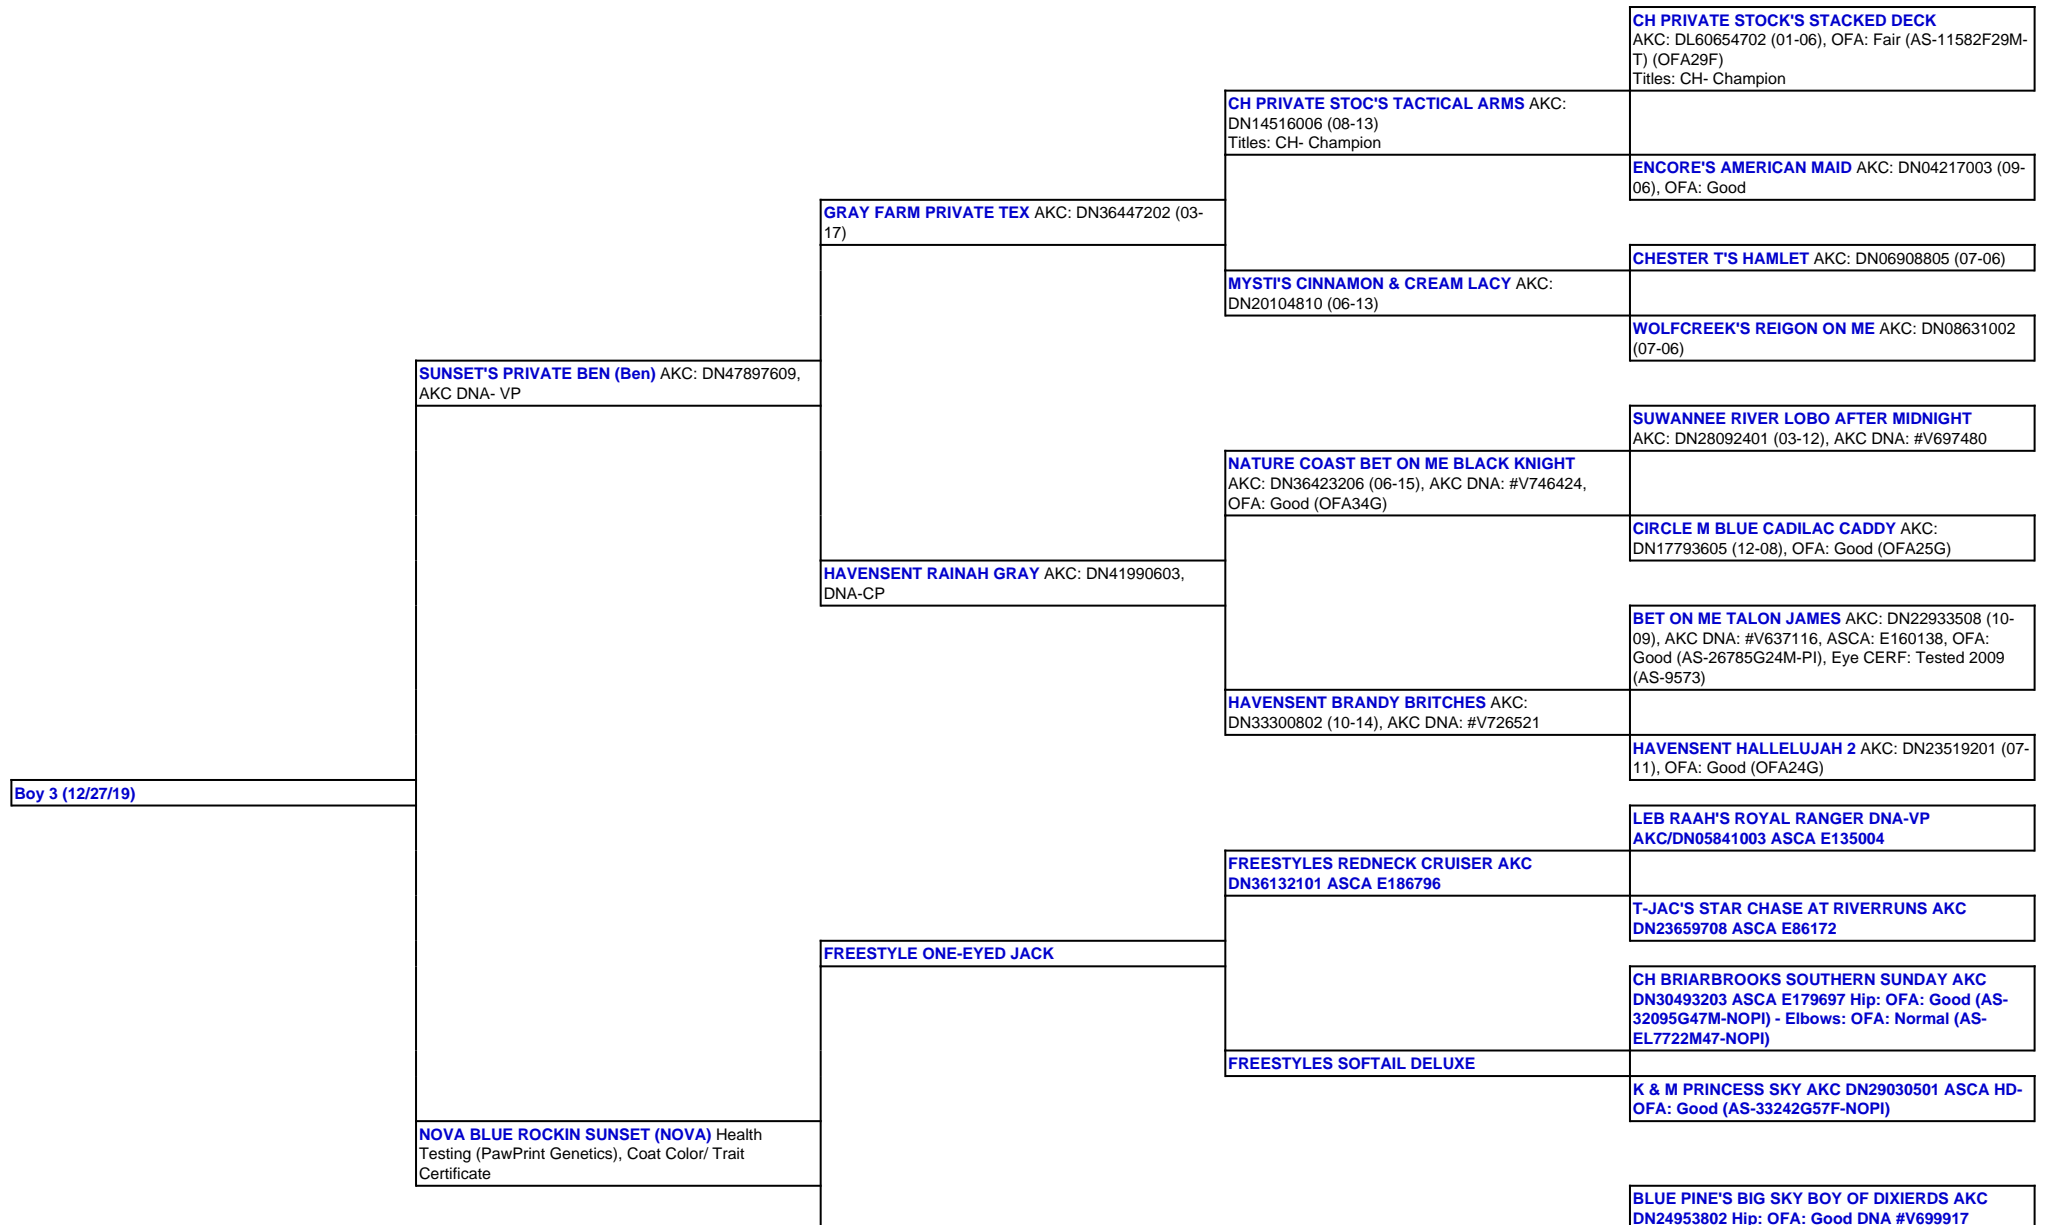 CH PRIVATE STOCK'S STACKED DECK
AKC: DL60654702 (01-06), OFA: Fair (AS-11582F29M-
T) (OFA29F)
Titles: CH- Champion
CH PRIVATE STOC'S TACTICAL ARMS AKC:
DN14516006 (08-13)
Titles: CH- Champion
ENCORE'S AMERICAN MAID AKC: DN04217003 (09-
06), OFA: Good
GRAY FARM PRIVATE TEX AKC: DN36447202 (03-
17)
CHESTER T'S HAMLET AKC: DN06908805 (07-06)
MYSTI'S CINNAMON & CREAM LACY AKC:
DN20104810 (06-13)
WOLFCREEK'S REIGON ON ME AKC: DN08631002
(07-06)
SUNSET'S PRIVATE BEN (Ben) AKC: DN47897609,
AKC DNA- VP
SUWANNEE RIVER LOBO AFTER MIDNIGHT
AKC: DN28092401 (03-12), AKC DNA: #V697480
NATURE COAST BET ON ME BLACK KNIGHT
AKC: DN36423206 (06-15), AKC DNA: #V746424,
OFA: Good (OFA34G)
CIRCLE M BLUE CADILAC CADDY AKC:
DN17793605 (12-08), OFA: Good (OFA25G)
HAVENSENT RAINAH GRAY AKC: DN41990603,
DNA-CP
BET ON ME TALON JAMES AKC: DN22933508 (10-
09), AKC DNA: #V637116, ASCA: E160138, OFA:
Good (AS-26785G24M-PI), Eye CERF: Tested 2009
(AS-9573)
HAVENSENT BRANDY BRITCHES AKC:
DN33300802 (10-14), AKC DNA: #V726521
HAVENSENT HALLELUJAH 2 AKC: DN23519201 (07-
11), OFA: Good (OFA24G)
Boy 3 (12/27/19)
LEB RAAH'S ROYAL RANGER DNA-VP
AKC/DN05841003 ASCA E135004
FREESTYLES REDNECK CRUISER AKC
DN36132101 ASCA E186796
T-JAC'S STAR CHASE AT RIVERRUNS AKC
DN23659708 ASCA E86172
FREESTYLE ONE-EYED JACK
CH BRIARBROOKS SOUTHERN SUNDAY AKC
DN30493203 ASCA E179697 Hip: OFA: Good (AS-
32095G47M-NOPI) - Elbows: OFA: Normal (AS-
EL7722M47-NOPI)
FREESTYLES SOFTAIL DELUXE
K & M PRINCESS SKY AKC DN29030501 ASCA HD-
OFA: Good (AS-33242G57F-NOPI)
NOVA BLUE ROCKIN SUNSET (NOVA) Health
Testing (PawPrint Genetics), Coat Color/ Trait
Certificate
BLUE PINE'S BIG SKY BOY OF DIXIERDS AKC
DN24953802 Hip: OFA: Good DNA #V699917